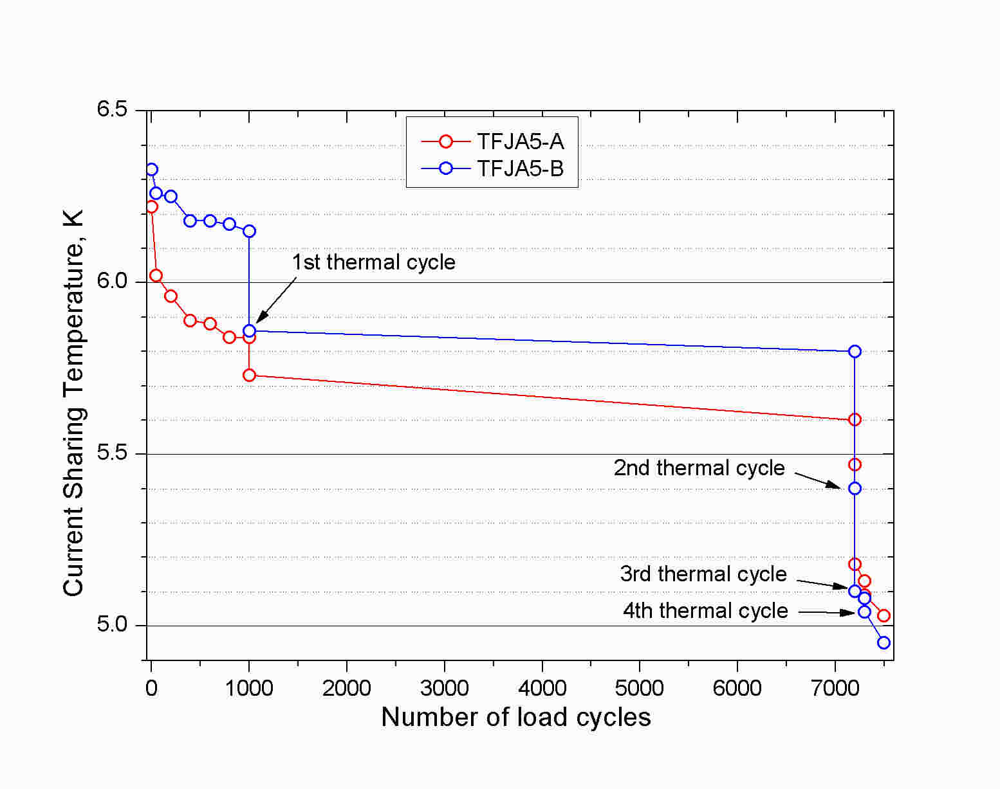 6.5
TFJA5-A
TFJA5-B
1st thermal cycle
6.0
5.5
2nd thermal cycle
3rd thermal cycle
4th thermal cycle
5.0
Current Sharing Temperature, K
0 1000 2000 3000 4000 5000 6000 7000
Number of load cycles